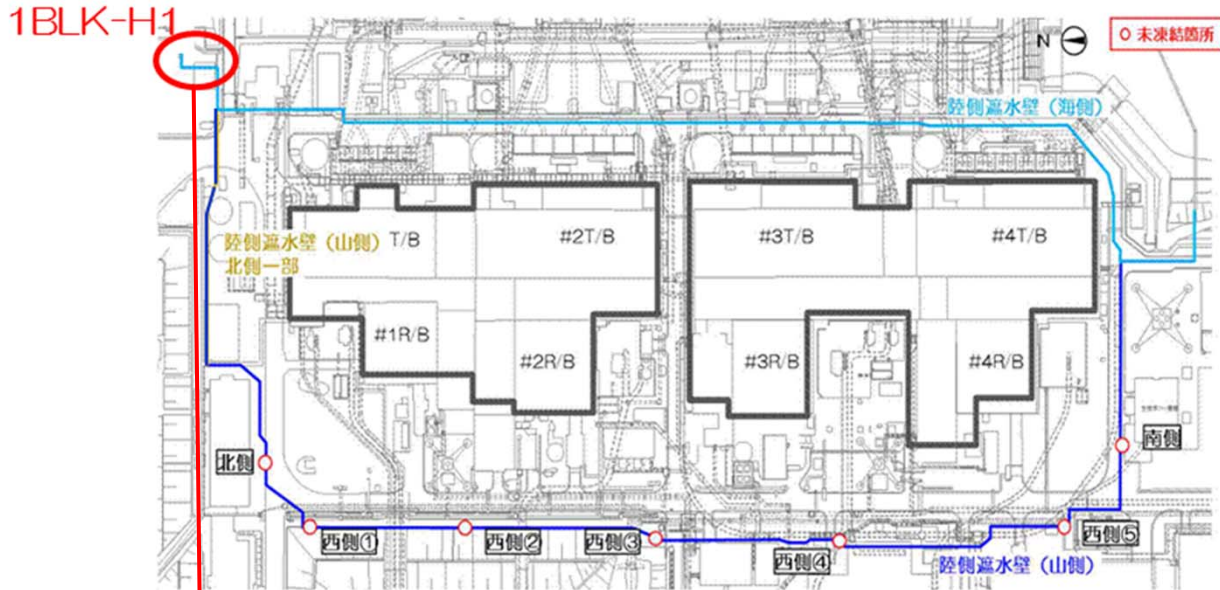 1BLK-H1
N
未凍結箇所
陸側遮水壁（海側）
陸側遮水壁（山側）
北側一部
T/B
#2T/B
#3T/B
#4T/B
#1R/B
#2R/B
#3R/B
#4R/B
北側
南側
西側①
西側②
西側③
西側④
西側⑤
陸側遮水壁（山側）